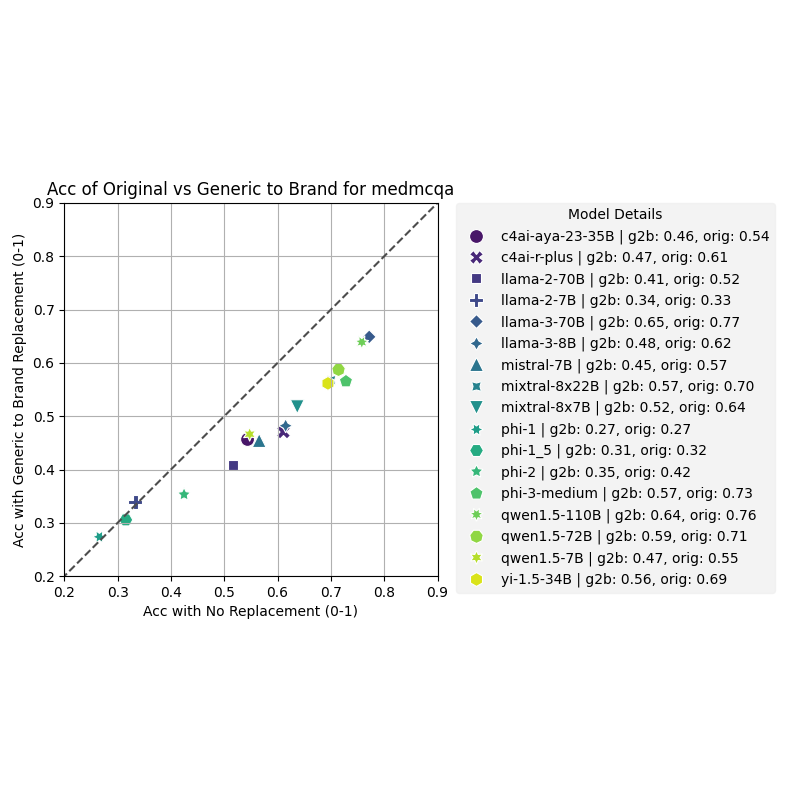 Acc of Original vs Generic to Brand for medmcqa
Acc with Generic to Brand Replacement (0-1)
0.9
0.8
0.7
0.6
0.5
0.4
0.3
0.2
0.2 0.3 0.4 0.5 0.6 0.7 0.8 0.9
Acc with No Replacement (0-1)
Model Details
c4ai-aya-23-35B | g2b: 0.46, orig: 0.54
c4ai-r-plus | g2b: 0.47, orig: 0.61
llama-2-70B | g2b: 0.41, orig: 0.52
llama-2-7B | g2b: 0.34, orig: 0.33
llama-3-70B | g2b: 0.65, orig: 0.77
llama-3-8B | g2b: 0.48, orig: 0.62
mistral-7B | g2b: 0.45, orig: 0.57
mixtral-8x22B | g2b: 0.57, orig: 0.70
mixtral-8x7B | g2b: 0.52, orig: 0.64
phi-1 | g2b: 0.27, orig: 0.27
phi-1_5 | g2b: 0.31, orig: 0.32
phi-2 | g2b: 0.35, orig: 0.42
phi-3-medium | g2b: 0.57, orig: 0.73
qwen1.5-110B | g2b: 0.64, orig: 0.76
qwen1.5-72B | g2b: 0.59, orig: 0.71
qwen1.5-7B | g2b: 0.47, orig: 0.55
yi-1.5-34B | g2b: 0.56, orig: 0.69